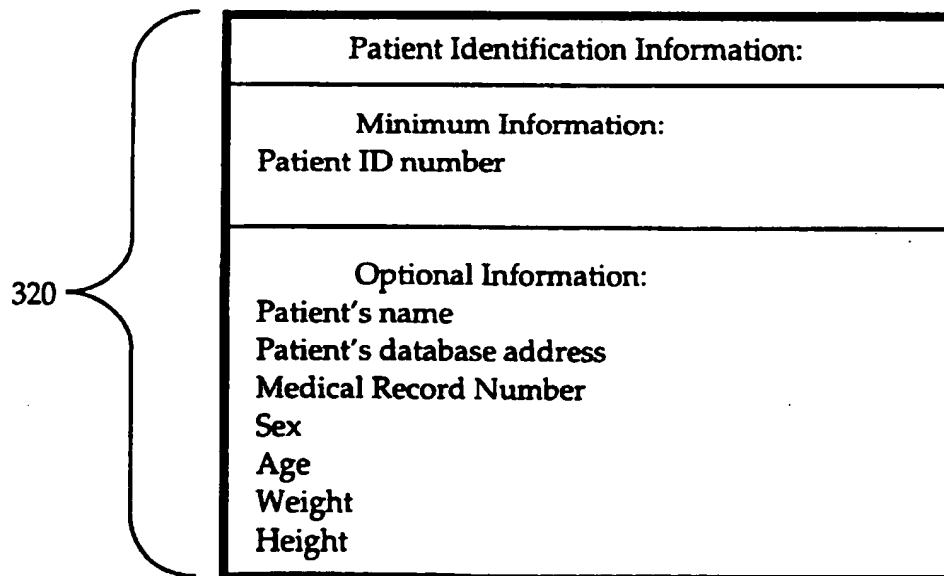 Patient Identification Information:
Minimum Information:
Patient ID number
320
Optional Information:
Patient's name
Patient's database address
Medical Record Number
Sex
Age
Weight
Height